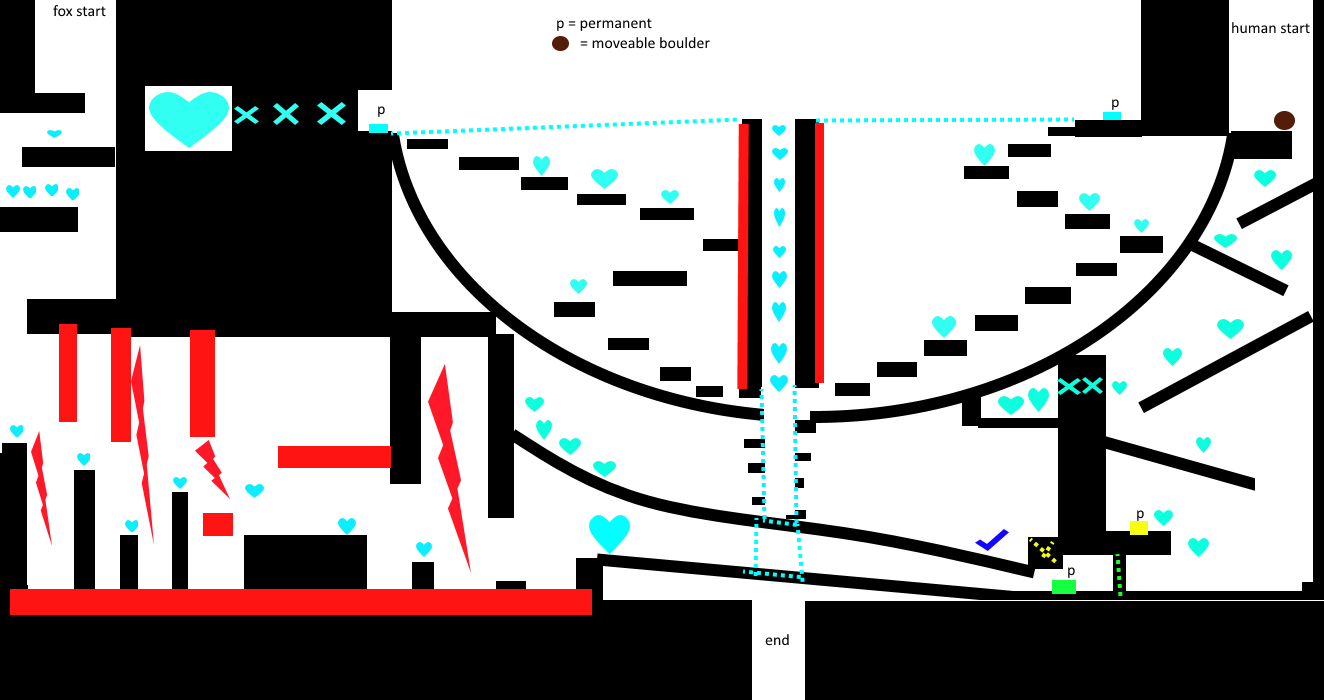 fox start
p = permanent
= moveable boulder
human start
p
p
p
p
end